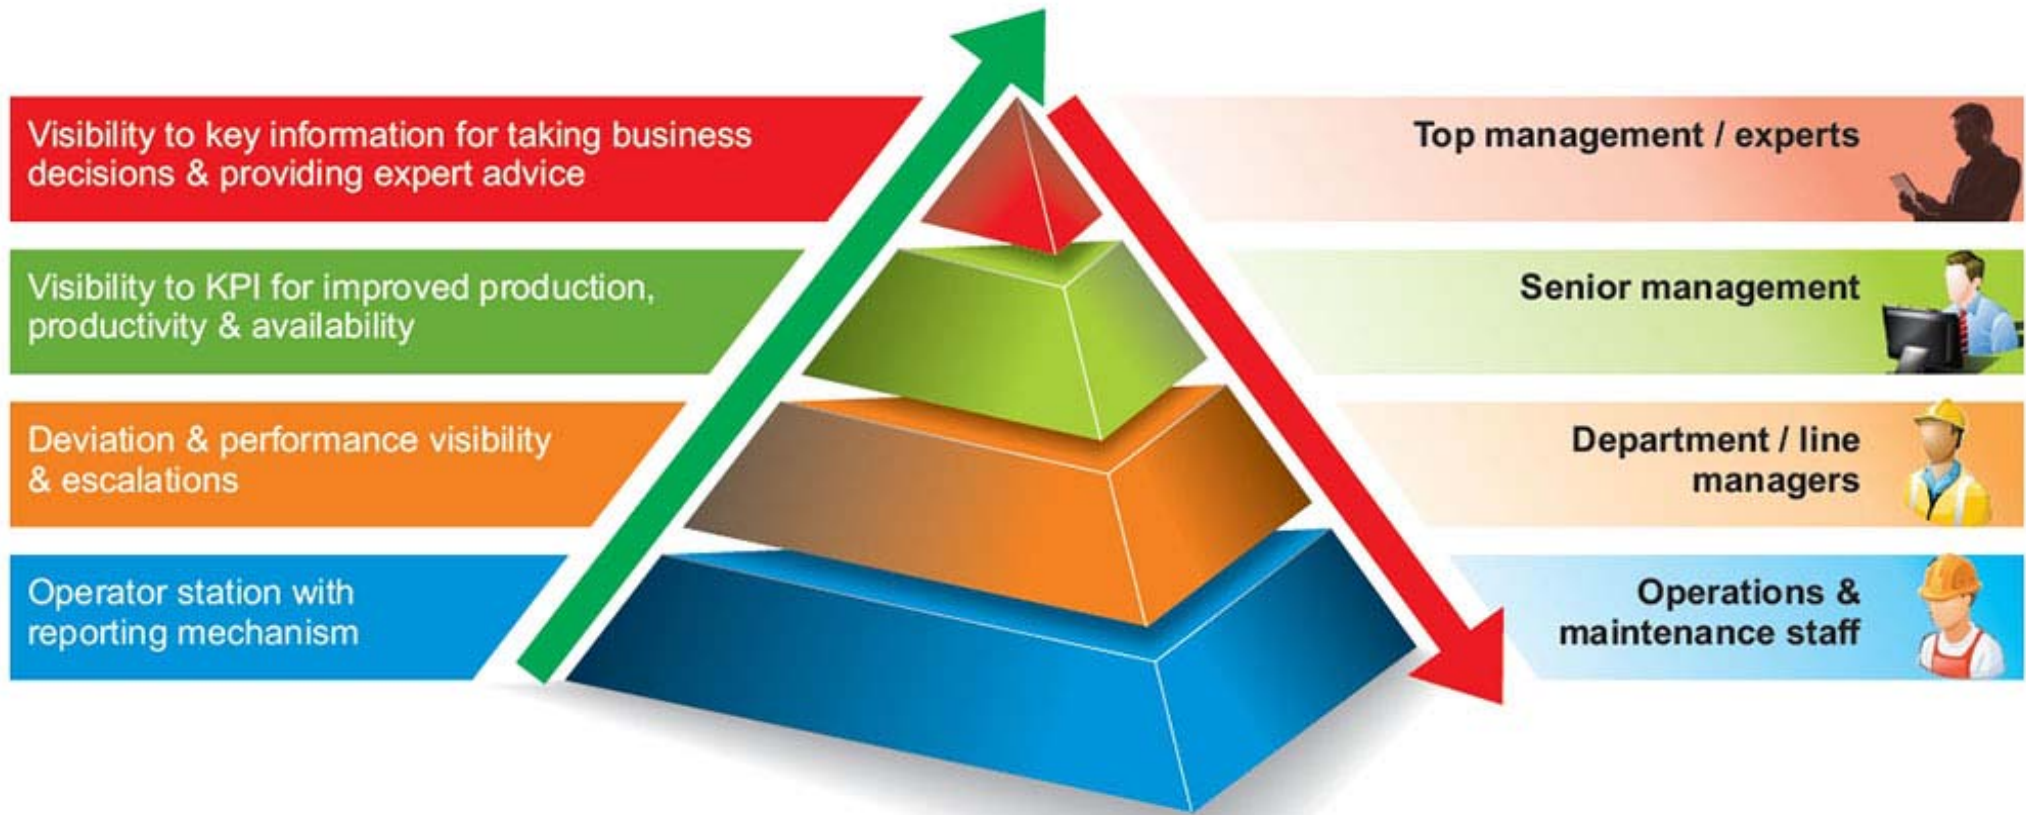 Visibility to key information for taking business
decisions & providing expert advice
Top management / experts
Visibility to KPI for improved production,
productivity & availability
Senior management
Deviation & performance visibility
& escalations
Department / line
managers
Operator station with
reporting mechanism
Operations &
maintenance staff